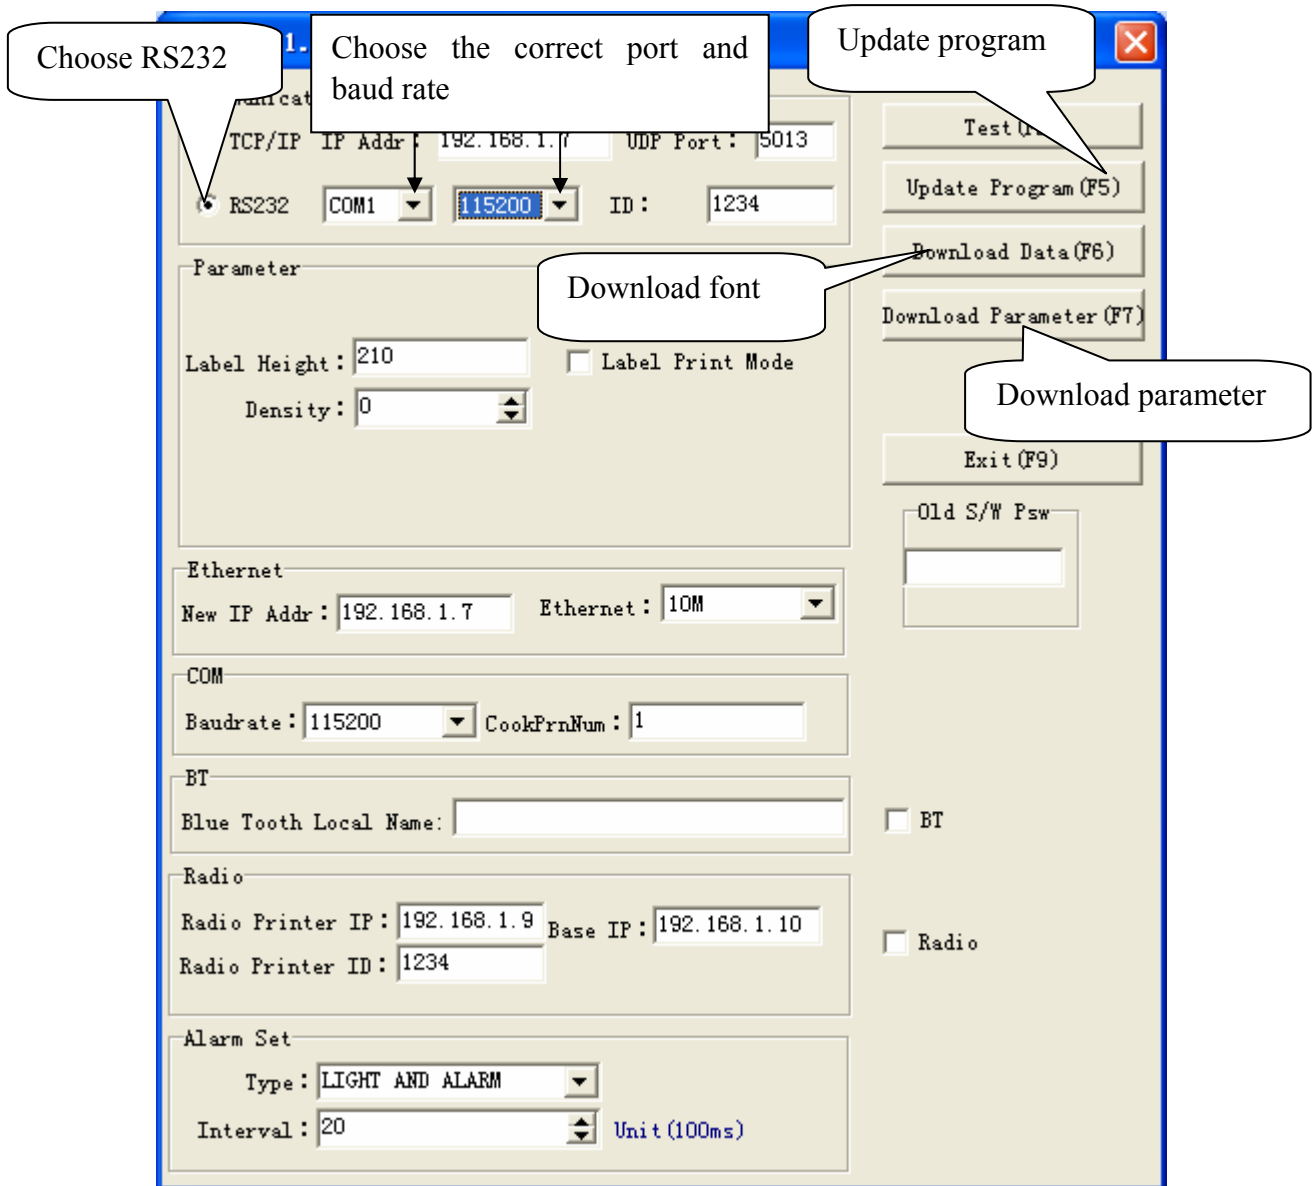 Choose RS232
1.
Choose the correct port and
baud rate
Update program
TCP/IP IP Addr: 192.168.1.7 UDP Port: 5013
Test
RS232 COM1 115200 ID: 1234
Update Program(F5)
Download Data(F6)
Parameter
Download font
Download Parameter(F7)
Label Height: 210
Label Print Mode
Density: 0
Download parameter
Exit(F9)
Old S/W Psw
Ethernet
New IP Addr: 192.168.1.7 Ethernet: 10M
COM
Baudrate: 115200 CookPrnNum: 1
BT
Blue Tooth Local Name:
BT
Radio
Radio Printer IP: 192.168.1.9 Base IP: 192.168.1.10
Radio Printer ID: 1234
Radio
Alarm Set
Type: LIGHT AND ALARM
Interval: 20 Unit(100ms)